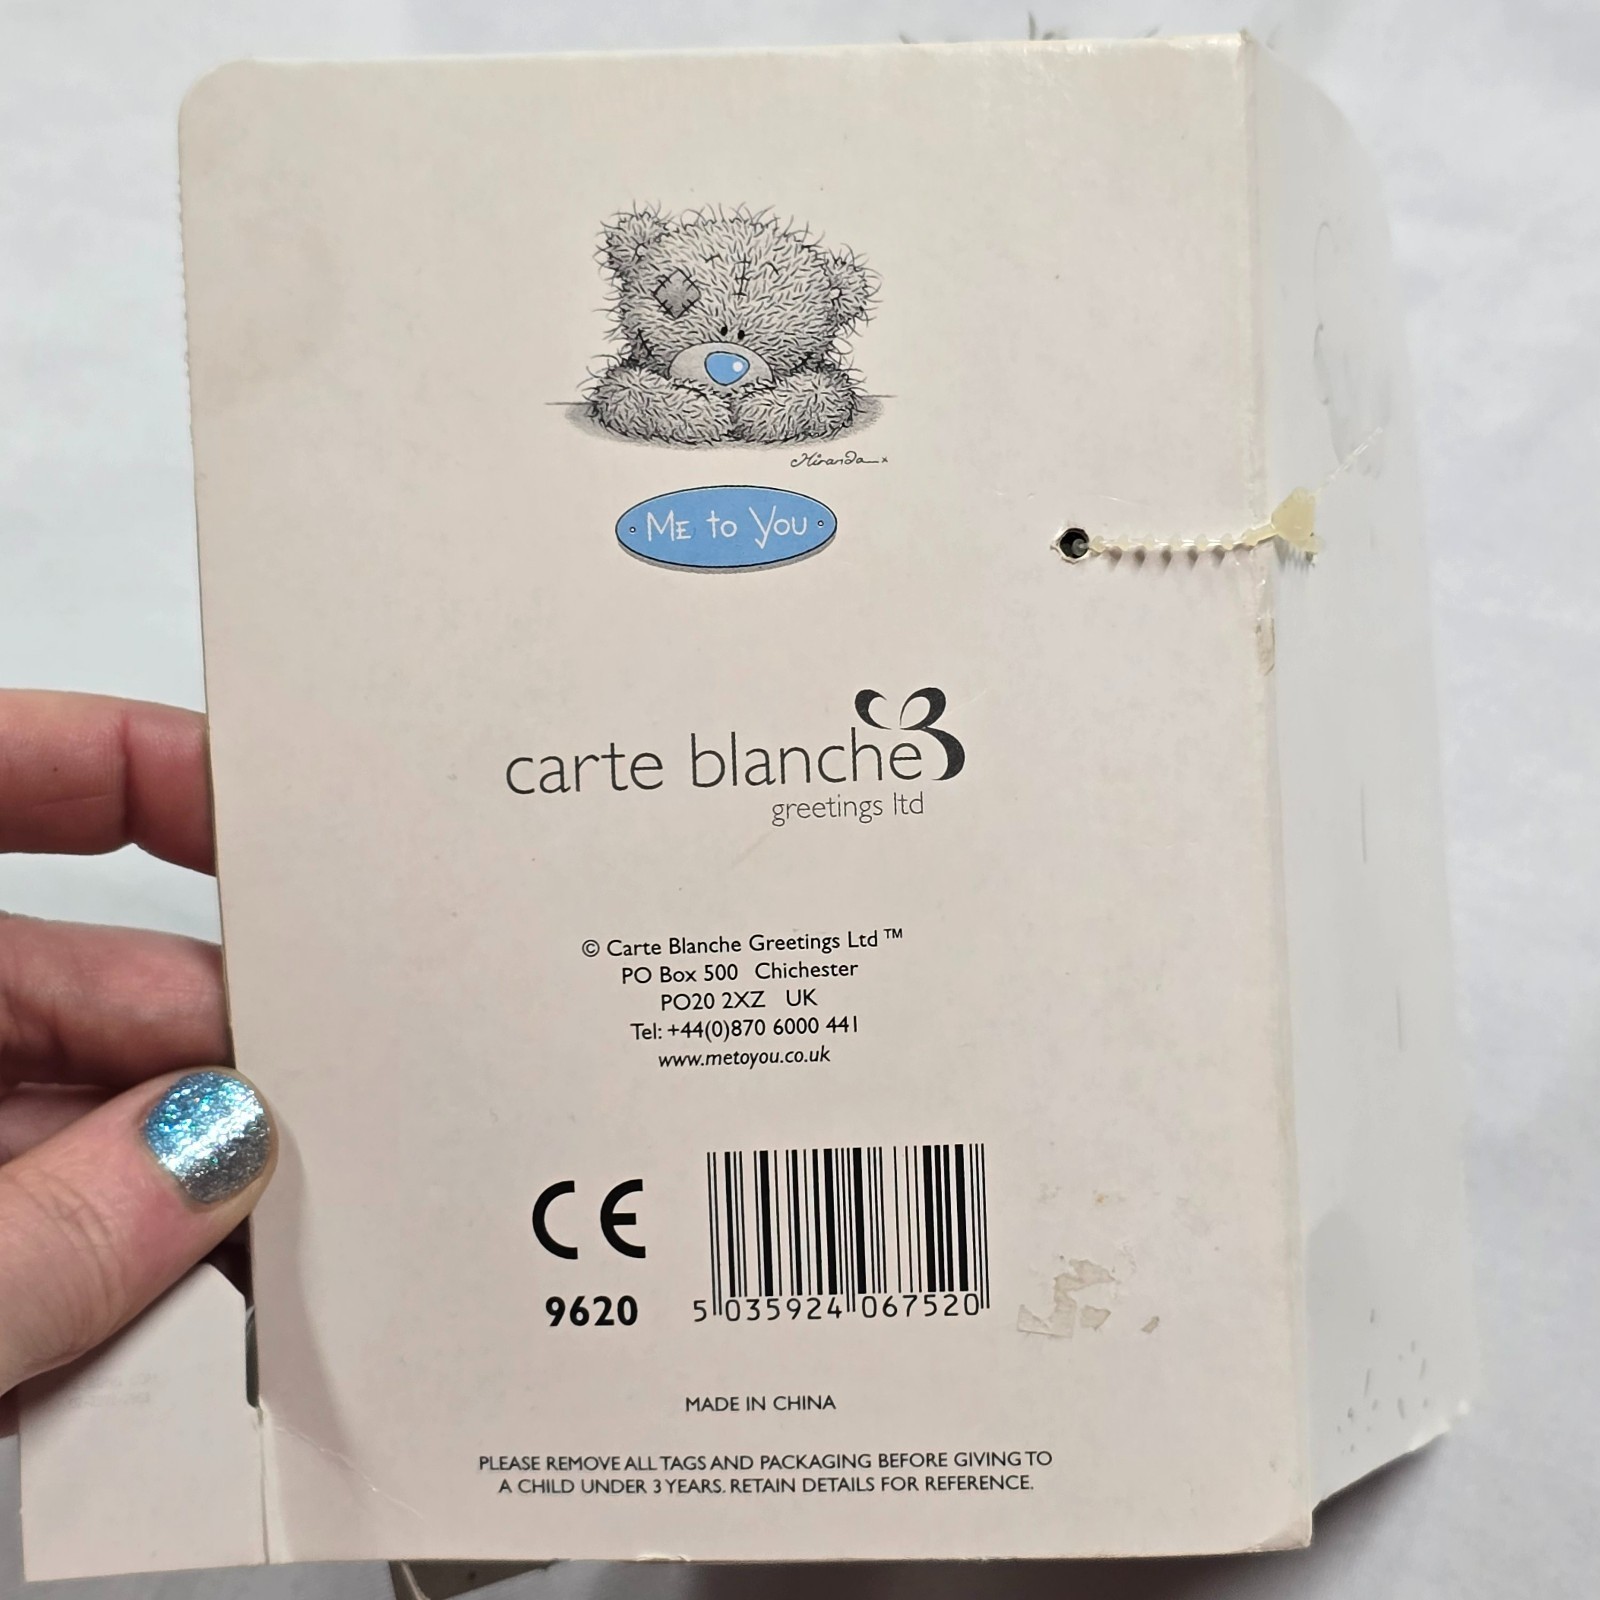 Miranda x
ME to You
carte blanche
greetings ltd
© Carte Blanche Greetings Ltd ™
PO Box 500 Chichester
PO20 2XZ UK
Tel: +44(0)870 6000 441
www.metoyou.co.uk
CE
9620
5 035924 067520
MADE IN CHINA
PLEASE REMOVE ALL TAGS AND PACKAGING BEFORE GIVING TO
A CHILD UNDER 3 YEARS. RETAIN DETAILS FOR REFERENCE.